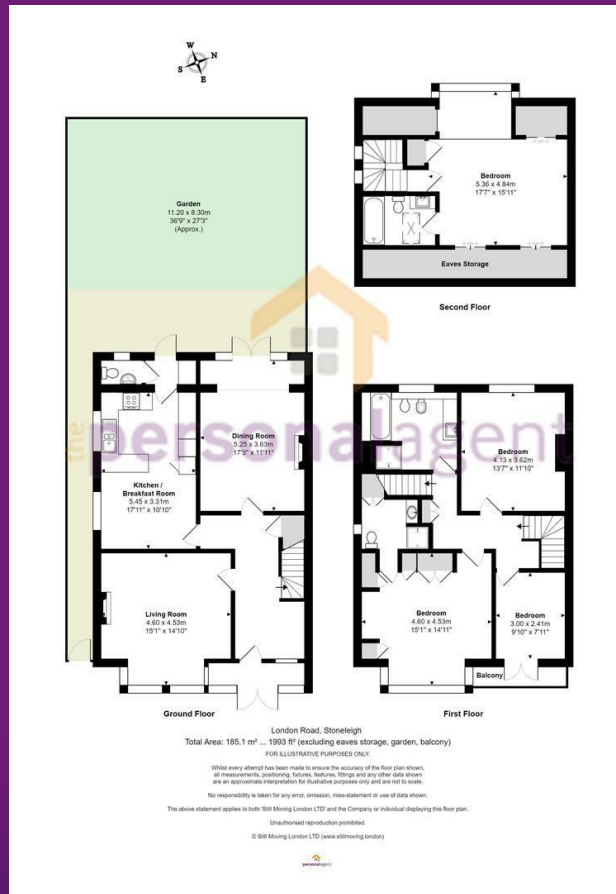 W
N
S
E
Garden
11.20 x 8.30m
36'9" x 27'3"
(Approx.)
Bedroom
5.36 x 4.84m
17'7" x 15'11"
Eaves Storage
Second Floor
the
personalagent
Dining Room
5.25 x 3.63m
17'3" x 11'11"
Kitchen /
Breakfast Room
5.45 x 3.31m
17'11" x 10'10"
Living Room
4.60 x 4.53m
15'1" x 14'10"
Ground Floor
Bedroom
4.13 x 3.62m
13'7" x 11'10"
Bedroom
4.60 x 4.53m
15'1" x 14'11"
Bedroom
3.00 x 2.41m
9'10" x 7'11"
Balcony
First Floor
London Road, Stoneleigh
Total Area: 185.1 m² ... 1993 ft² (excluding eaves storage, garden, balcony)
FOR ILLUSTRATIVE PURPOSES ONLY.
Whilst every attempt has been made to ensure the accuracy of the floor plan shown,
all measurements, positioning, fixtures, features, fittings and any other data shown
are an approximate interpretation for illustrative purposes only and are not to scale.
No responsibility is taken for any error, omission, miss-statement or use of data shown.
The above statement applies to both 'Still Moving London LTD' and the Company or individual displaying this floor plan.
Unauthorised reproduction prohibited.
© Still Moving London LTD (www.stillmoving.london)
personalagent